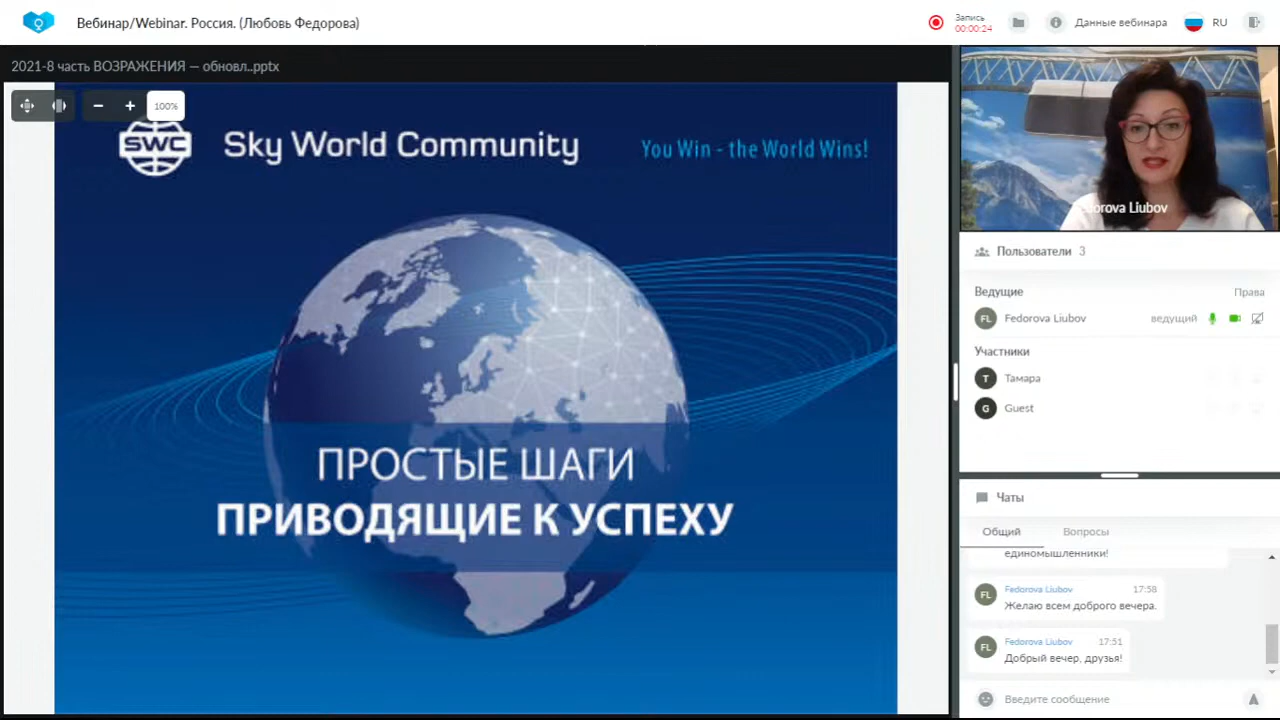 Вебинар/Webinar. Россия. (Любовь Федорова)
Запись
00:00:24
Данные вебинара
RU
2021-8 часть ВОЗРАЖЕНИЯ — обновл..pptx
100%
SWC
Sky World Community
You Win - the World Wins!
ПРОСТЫЕ ШАГИ
ПРИВОДЯЩИЕ К УСПЕХУ
Liubov
Пользователи 3
Ведущие
Права
FL
Fedorova Liubov
ведущий
Участники
T
Тамара
G
Guest
Чаты
Общий
Вопросы
единомышленники!
FL
Fedorova Liubov
17:58
Желаю всем доброго вечера.
FL
Fedorova Liubov
17:51
Добрый вечер, друзья!
Введите сообщение